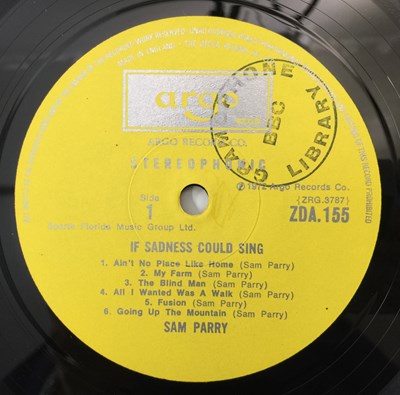 argo
ARGO RECORD CO.
STEREOPHONIC
GRAMOPHONE
BBC
LIBRARY
℗1972 Argo Records Co.
Side
1
(ZRG.3787)
ZDA.155
Florida Music Group Ltd.
IF SADNESS COULD SING
1. Ain't No Place Like Home (Sam Parry)
2. My Farm (Sam Parry)
3. The Blind Man (Sam Parry)
4. All I Wanted Was A Walk (Sam Parry)
5. Fusion (Sam Parry)
6. Going Up The Mountain (Sam Parry)
SAM PARRY